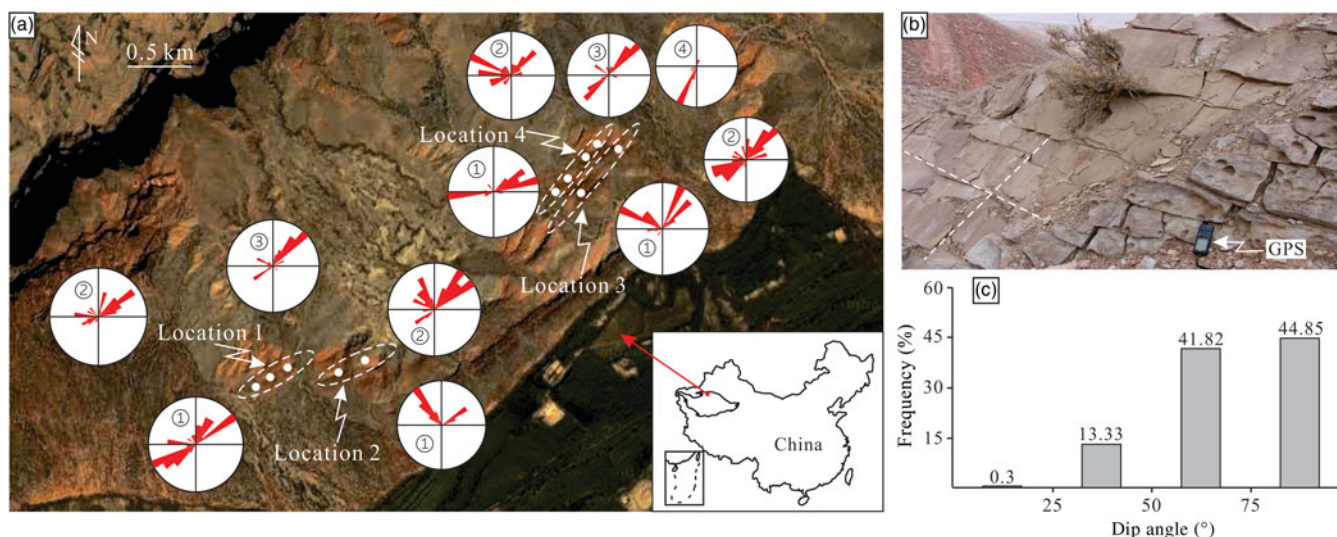 (a)
N
0.5 km
②
③
④
Location 4
①
②
③
①
②
Location 1
②
Location 3
①
Location 2
①
China
(b)
GPS
(c)
Frequency (%)
60
45
30
15
0.3
13.33
41.82
44.85
25
50
75
Dip angle (°)